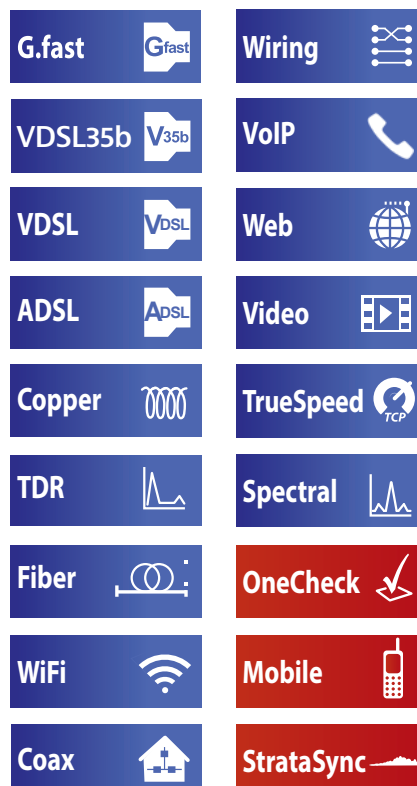 G.fast Gfast
VDSL35b V35b
VDSL VDSL
ADSL ADSL
Copper
TDR
Fiber
WiFi
Coax
Wiring
VoIP
Web
Video
TrueSpeed TCP
Spectral
OneCheck
Mobile
StrataSync